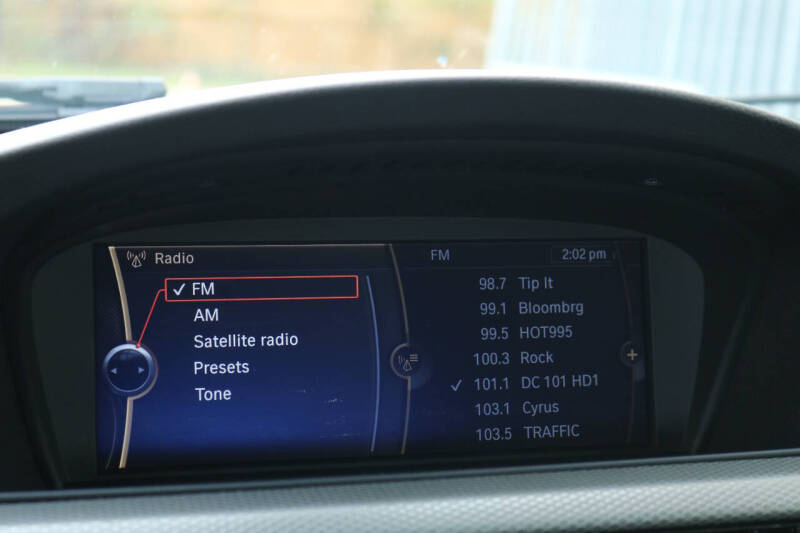 Radio
✓ FM
AM
Satellite radio
Presets
Tone
FM 2:02 pm
98.7 Tip It
99.1 Bloombrg
99.5 HOT995
100.3 Rock
✓ 101.1 DC 101 HD1
103.1 Cyrus
103.5 TRAFFIC
+